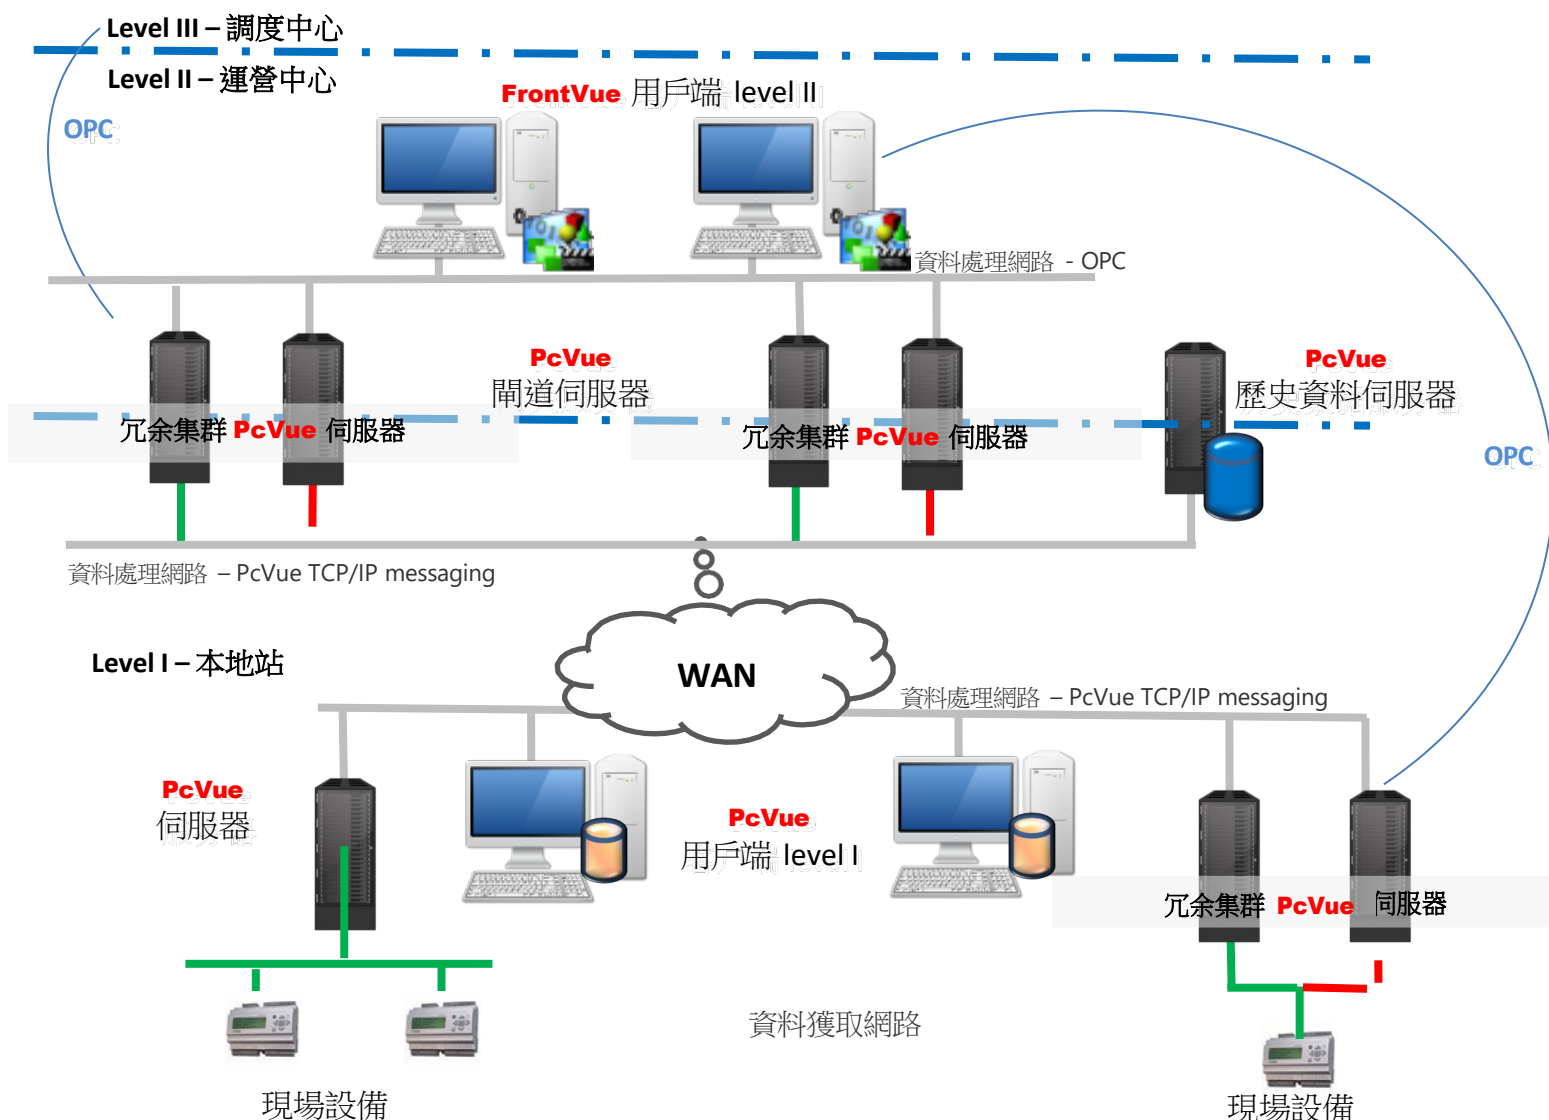 Level III – 調度中心
Level II – 運營中心
FrontVue 用戶端 level II
OPC
資料處理網路 - OPC
PcVue
閘道伺服器
PcVue
歷史資料伺服器
冗余集群 PcVue 伺服器
冗余集群 PcVue 伺服器
OPC
資料處理網路 – PcVue TCP/IP messaging
Level I – 本地站
WAN
資料處理網路 – PcVue TCP/IP messaging
PcVue
伺服器
PcVue
用戶端 level I
冗余集群 PcVue 伺服器
資料獲取網路
現場設備
現場設備